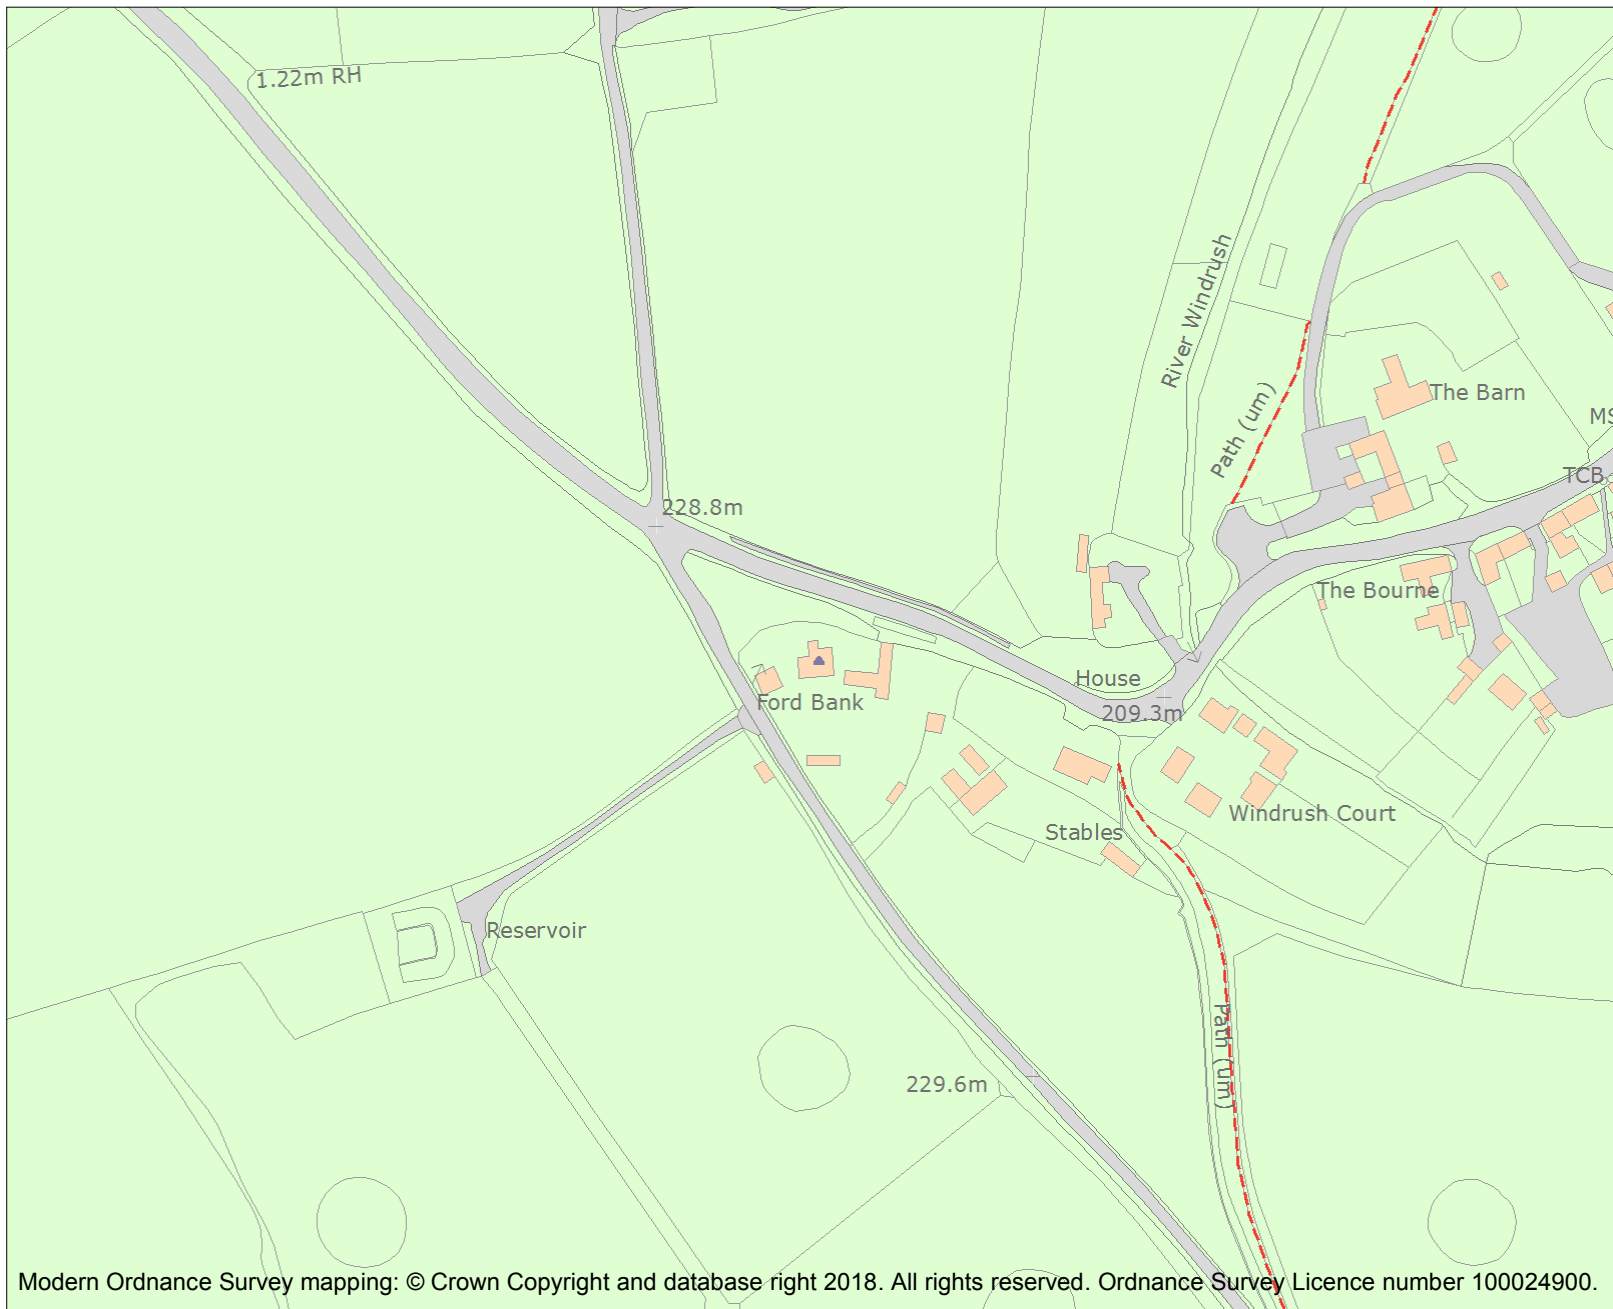 1.22m RH
River Windrush
Path (um)
The Barn
MS
TCB
228.8m
The Bourne
House
209.3m
Ford Bank
Windrush Court
Stables
Reservoir
Path (um)
229.6m
Modern Ordnance Survey mapping: © Crown Copyright and database right 2018. All rights reserved. Ordnance Survey Licence number 100024900.